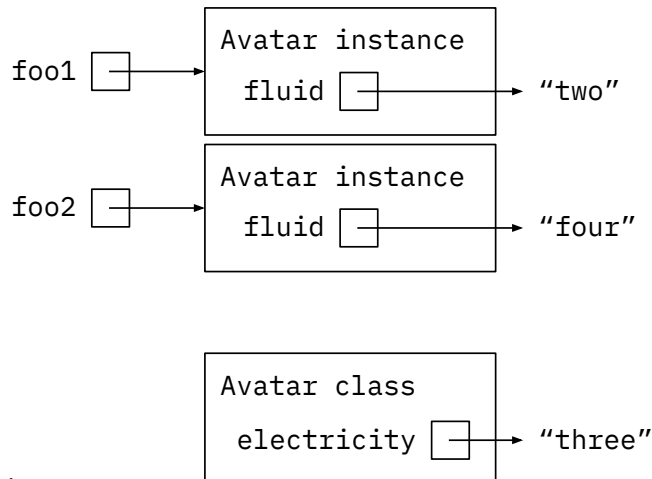 Avatar instance
foo1
fluid
“two”
Avatar instance
foo2
fluid
“four”
Avatar class
electricity
“three”